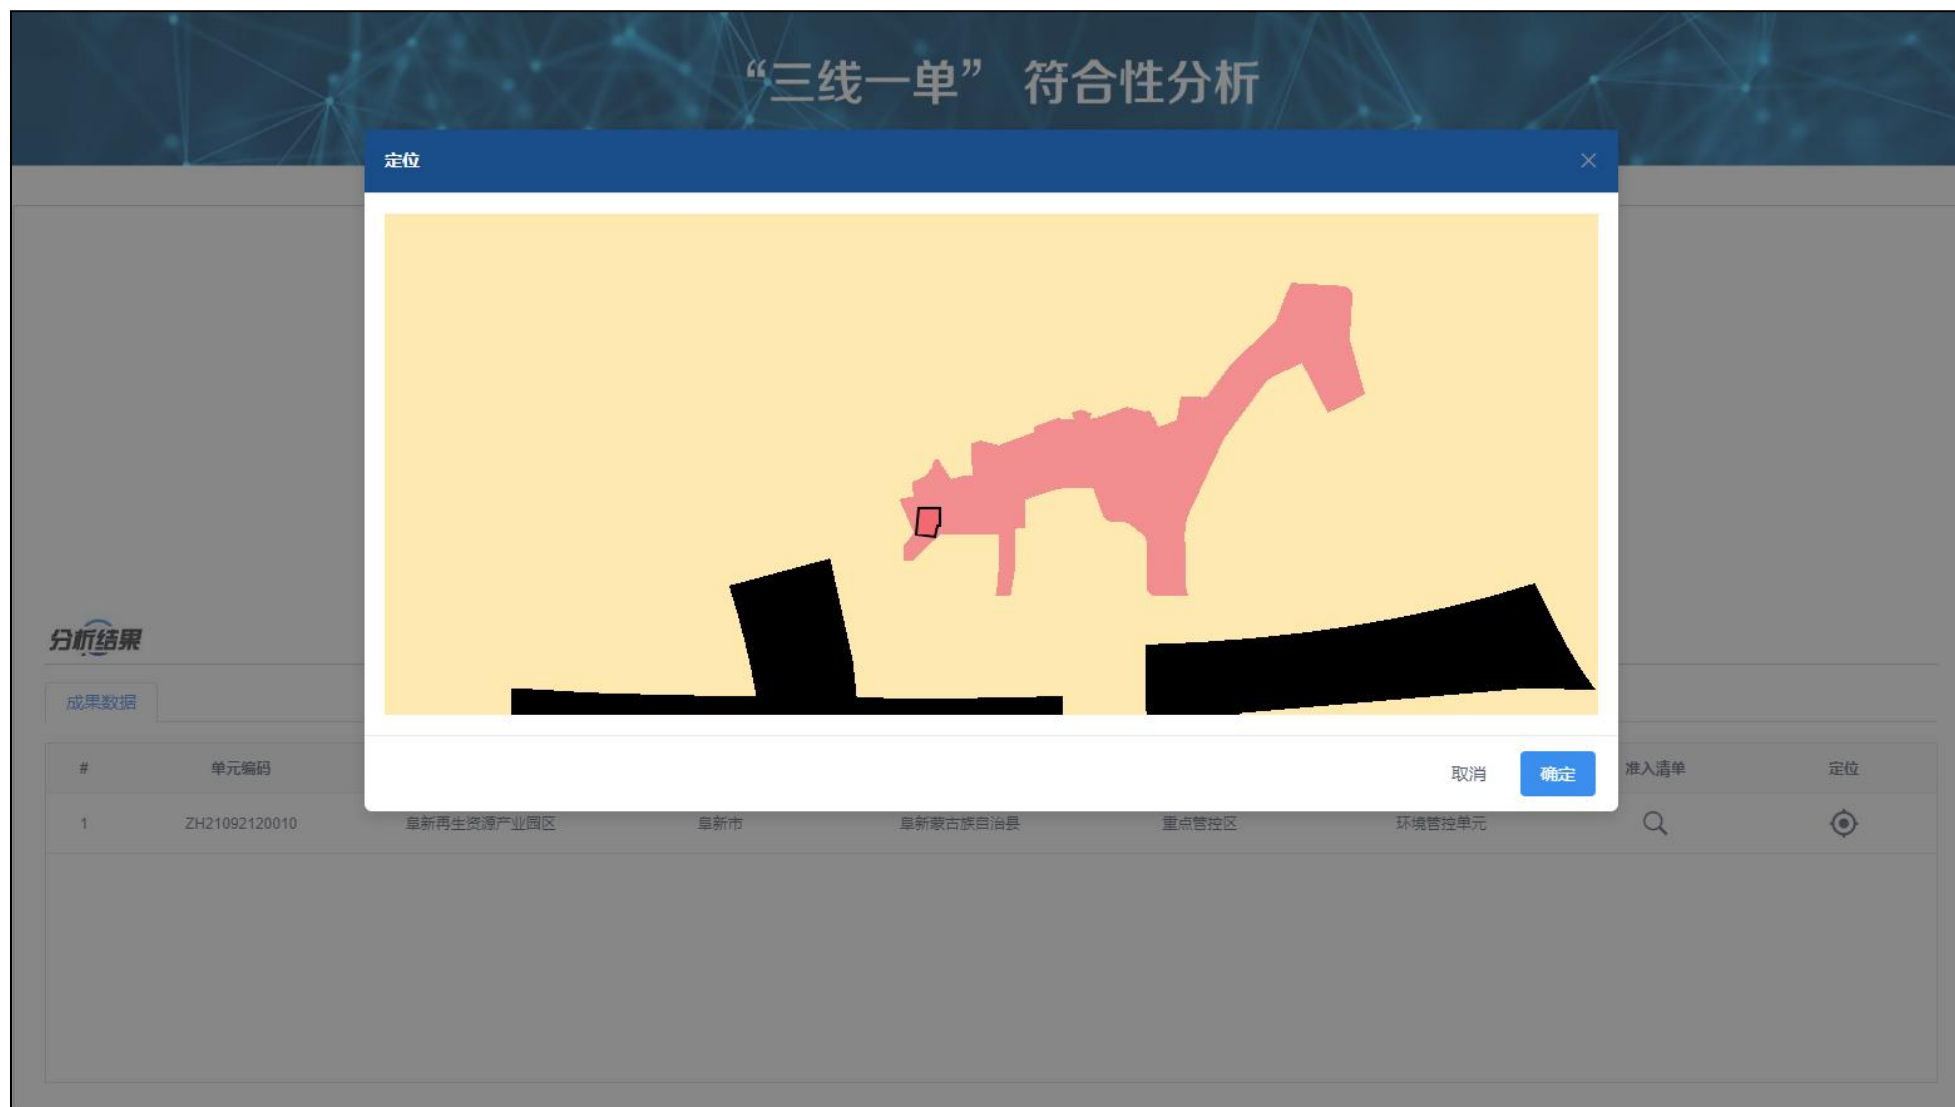 “三线一单” 符合性分析
定位
分析结果
成果数据
取消 确定
# 单元编码 准入清单 定位
1 ZH21092120010 阜新再生资源产业园区 阜新市 阜新蒙古族自治县 重点管控区 环境管控单元